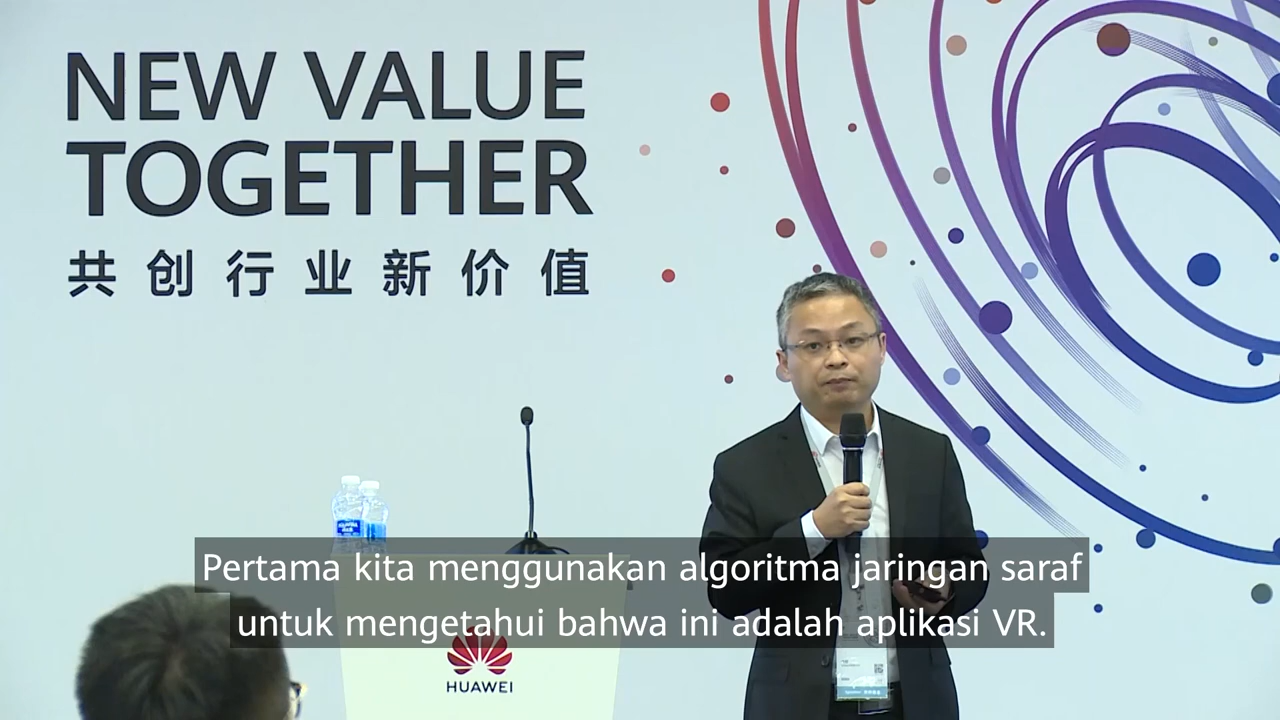 NEW VALUE
TOGETHER
共创行业新价值
Pertama kita menggunakan algoritma jaringan saraf
untuk mengetahui bahwa ini adalah aplikasi VR.
HUAWEI